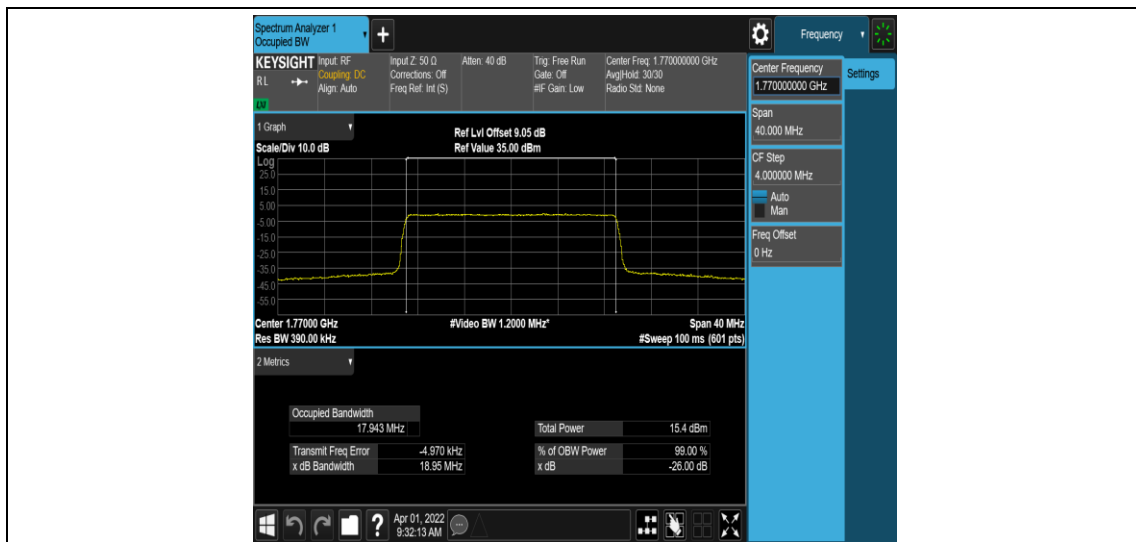 Spectrum Analyzer 1
Occupied BW
+
Frequency
KEYSIGHT
R L
LXI
Input: RF
Coupling: DC
Align: Auto
Input Z: 50 Ω
Corrections: Off
Freq Ref: Int (S)
Atten: 40 dB
Trig: Free Run
Gate: Off
#IF Gain: Low
Center Freq: 1.770000000 GHz
Avg|Hold: 30/30
Radio Std: None
Center Frequency
1.770000000 GHz
Settings
Span
40.000 MHz
CF Step
4.000000 MHz
Auto
Man
Freq Offset
0 Hz
1 Graph
Scale/Div 10.0 dB
Ref Lvl Offset 9.05 dB
Ref Value 35.00 dBm
Log
25.0
15.0
5.00
-5.00
-15.0
-25.0
-35.0
-45.0
-55.0
Center 1.77000 GHz
Res BW 390.00 kHz
#Video BW 1.2000 MHz*
Span 40 MHz
#Sweep 100 ms (601 pts)
2 Metrics
Occupied Bandwidth
17.943 MHz
Transmit Freq Error -4.970 kHz
x dB Bandwidth 18.95 MHz
Total Power 15.4 dBm
% of OBW Power 99.00 %
x dB -26.00 dB
?
Apr 01, 2022
9:32:13 AM